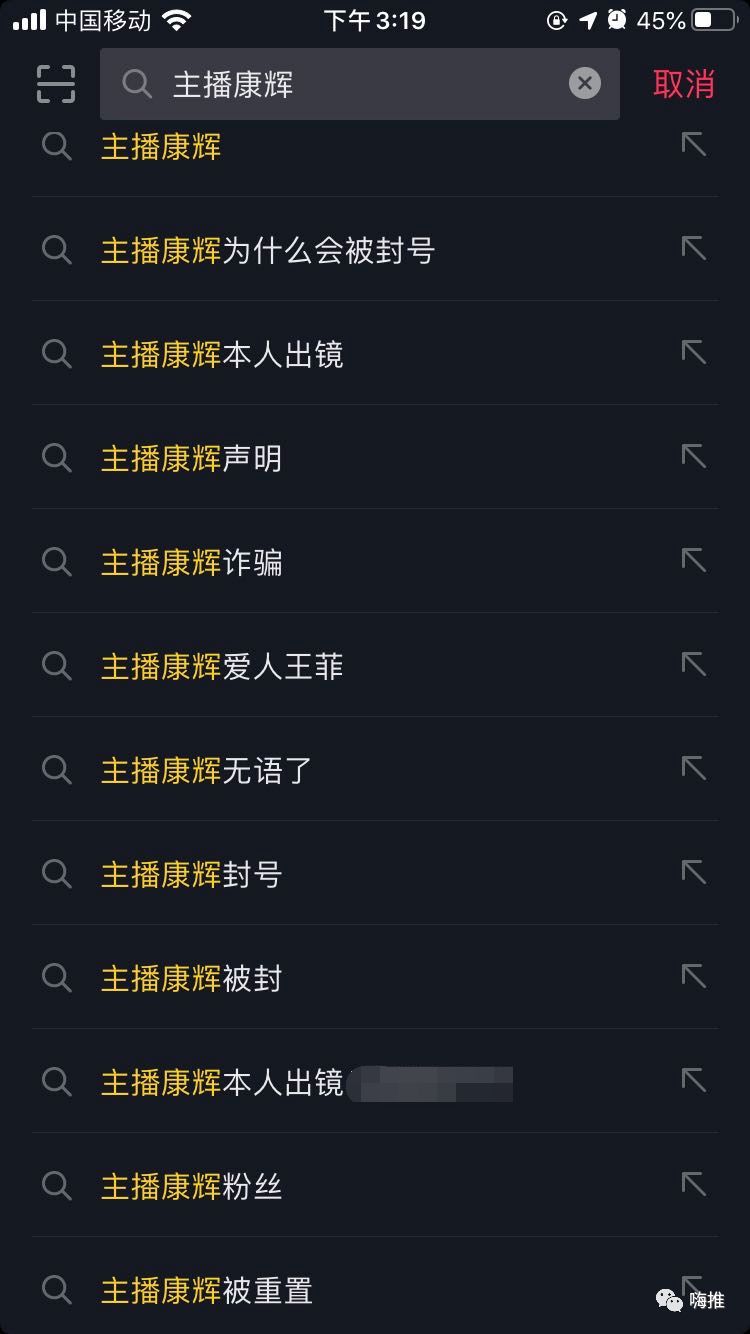 中国移动 下午3:19 45%
主播康辉 取消
主播康辉
主播康辉为什么会被封号
主播康辉本人出镜
主播康辉声明
主播康辉诈骗
主播康辉爱人王菲
主播康辉无语了
主播康辉封号
主播康辉被封
主播康辉本人出镜
主播康辉粉丝
主播康辉被重置
嗨推